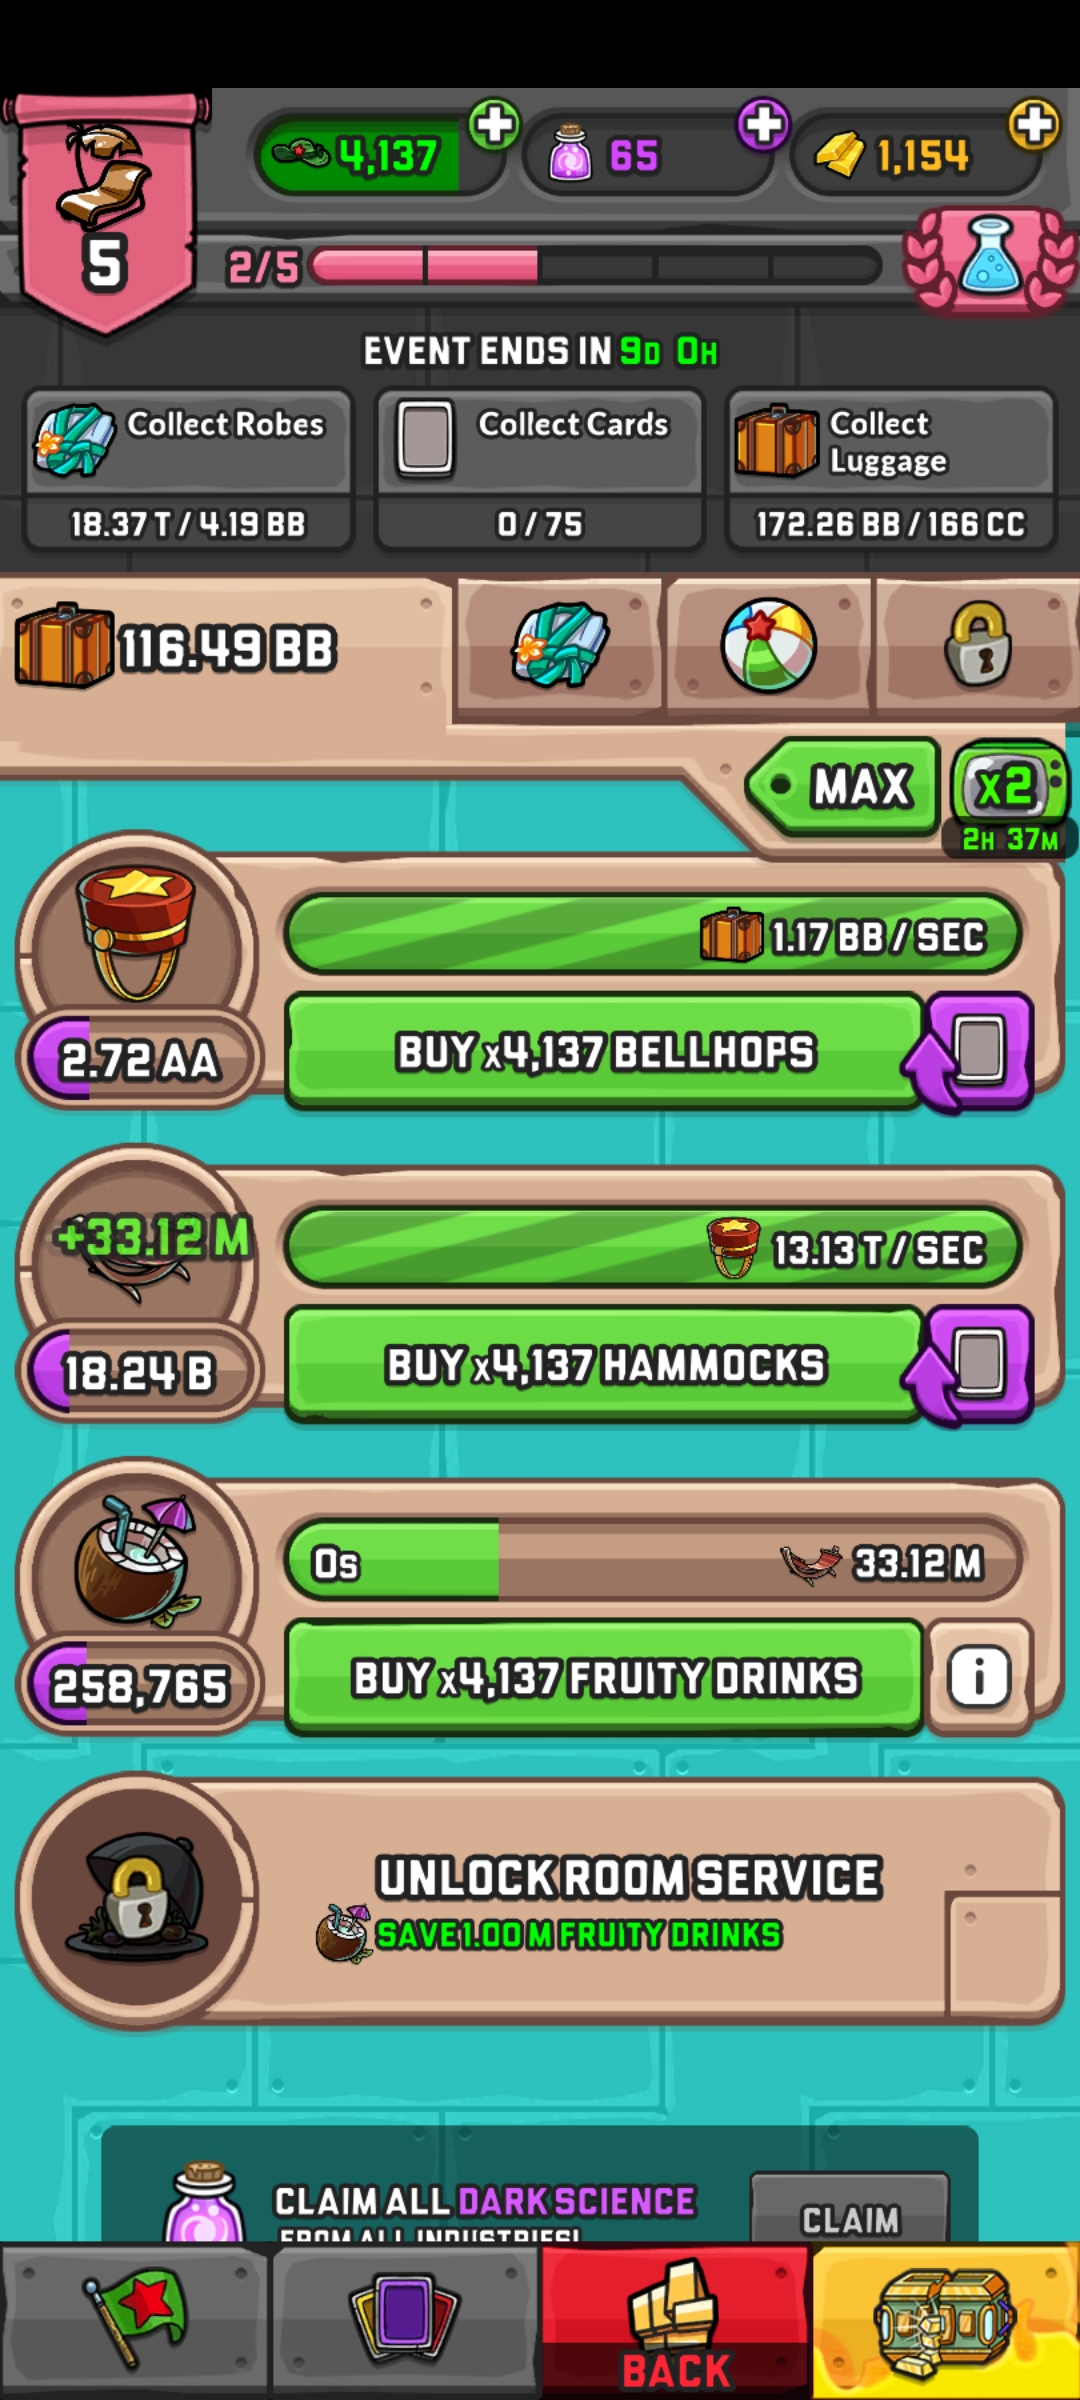 4,137
65
1,154
5
2/5
EVENT ENDS IN 9D 0H
Collect Robes
18.37 T / 4.19 BB
Collect Cards
0 / 75
Collect
Luggage
172.26 BB / 166 CC
116.49 BB
MAX
x2
2H 37M
1.17 BB / SEC
2.72 AA
BUY x4,137 BELLHOPS
+33.12 M
13.13 T / SEC
18.24 B
BUY x4,137 HAMMOCKS
0s
33.12 M
258,765
BUY x4,137 FRUITY DRINKS
i
UNLOCK ROOM SERVICE
SAVE 1.00 M FRUITY DRINKS
CLAIM ALL DARK SCIENCE
FROM ALL INDUSTRIES!
CLAIM
BACK